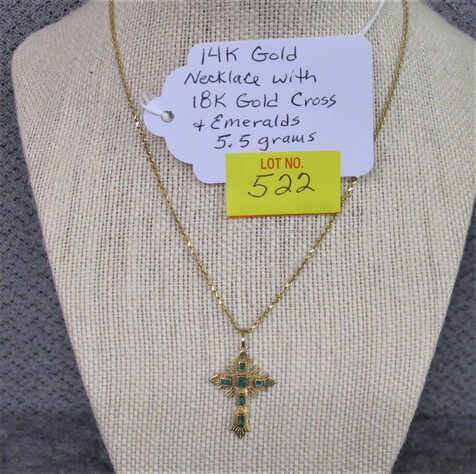 14K Gold
Necklace with
18K Gold Cross
& Emeralds
5.5 grams
LOT NO.
522